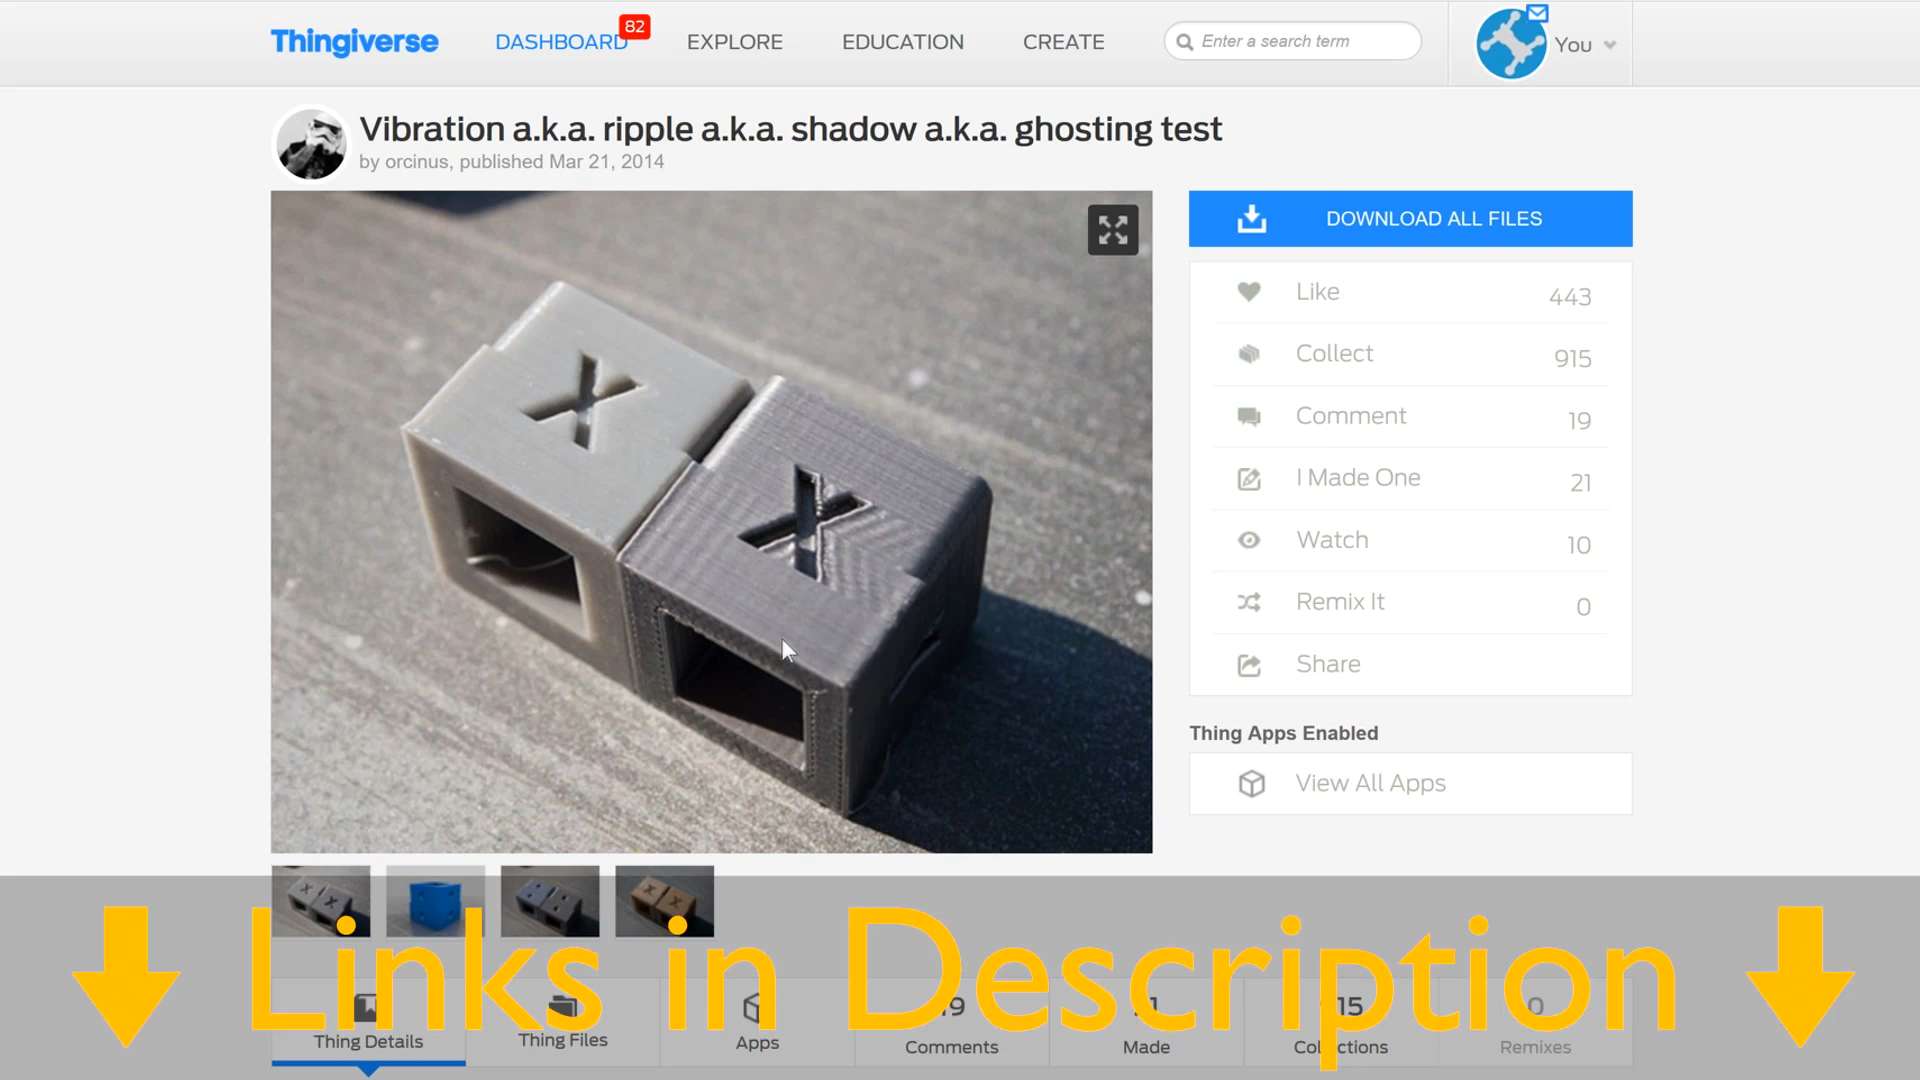 Thingiverse
DASHBOARD
82
EXPLORE
EDUCATION
CREATE
Enter a search term
You
Vibration a.k.a. ripple a.k.a. shadow a.k.a. ghosting test
by orcinus, published Mar 21, 2014
X
X
DOWNLOAD ALL FILES
Like 443
Collect 915
Comment 19
I Made One 21
Watch 10
Remix It 0
Share
Thing Apps Enabled
View All Apps
Links in Description
0
Thing Details
Thing Files
Apps
Comments
Made
Collections
Remixes